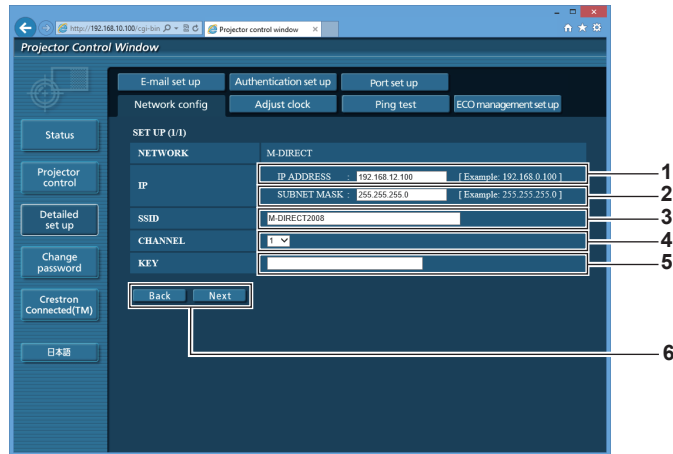 http://192.168.10.100/cgi-bin
Projector control window
Projector Control Window
E-mail set up
Authentication set up
Port set up
Network config
Adjust clock
Ping test
ECO management set up
Status
Projector
control
Detailed
set up
Change
password
Crestron
Connected(TM)
日本語
SET UP (1/1)
NETWORK M-DIRECT
IP
IP ADDRESS : 192.168.12.100 [ Example: 192.168.0.100 ]
SUBNET MASK : 255.255.255.0 [ Example: 255.255.255.0 ]
SSID M-DIRECT2008
CHANNEL 1
KEY
Back Next
1
2
3
4
5
6